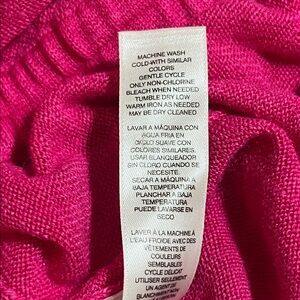 MACHINE WASH
COLD-WITH SIMILAR
COLORS
GENTLE CYCLE
ONLY NON-CHLORINE
BLEACH WHEN NEEDED
TUMBLE DRY LOW
WARM IRON AS NEEDED
MAY BE DRY CLEANED
LAVAR A MÁQUINA CON
AGUA FRIA EN
CICLO SUAVE CON
COLORES SIMILARES.
USAR BLANQUEADOR
SIN CLORO CUANDO SE
NECESITE.
SECAR A MÁQUINA A
BAJA TEMPERATURA
PLANCHAR A BAJA
TEMPERATURA
PUEDE LAVARSE EN
SECO
LAVER À LA MACHINE À
L'EAU FROIDE AVEC DES
VÊTEMENTS DE
COULEURS
SEMBLABLES
CYCLE DÉLICAT
UTILISER SEULEMENT
UN AGENT DE
BLANCHIMENT